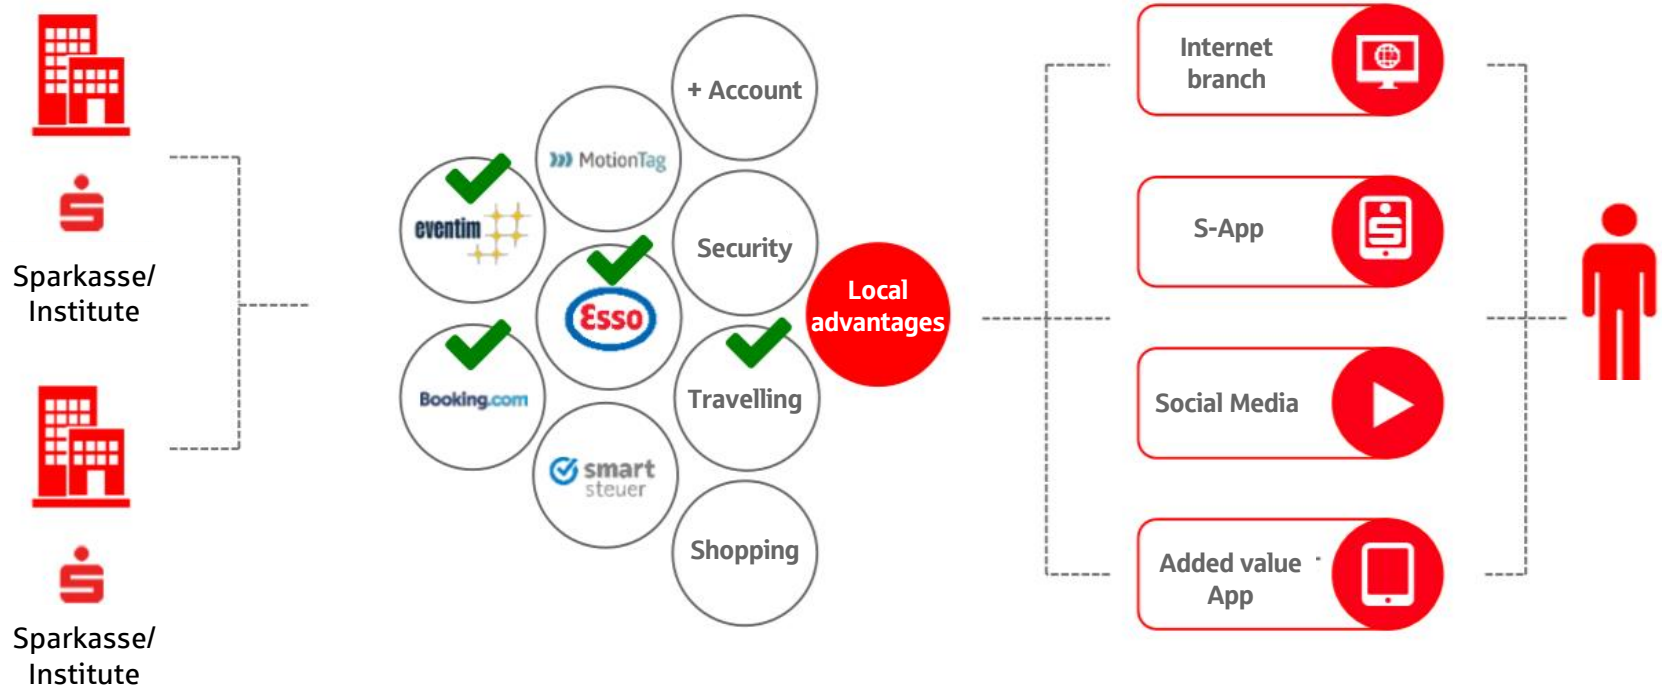 Sparkasse/
Institute
Sparkasse/
Institute
+ Account
MotionTag
eventim
Security
Esso
Local
advantages
Booking.com
Travelling
smart
steuer
Shopping
Internet
branch
S-App
Social Media
Added value
App